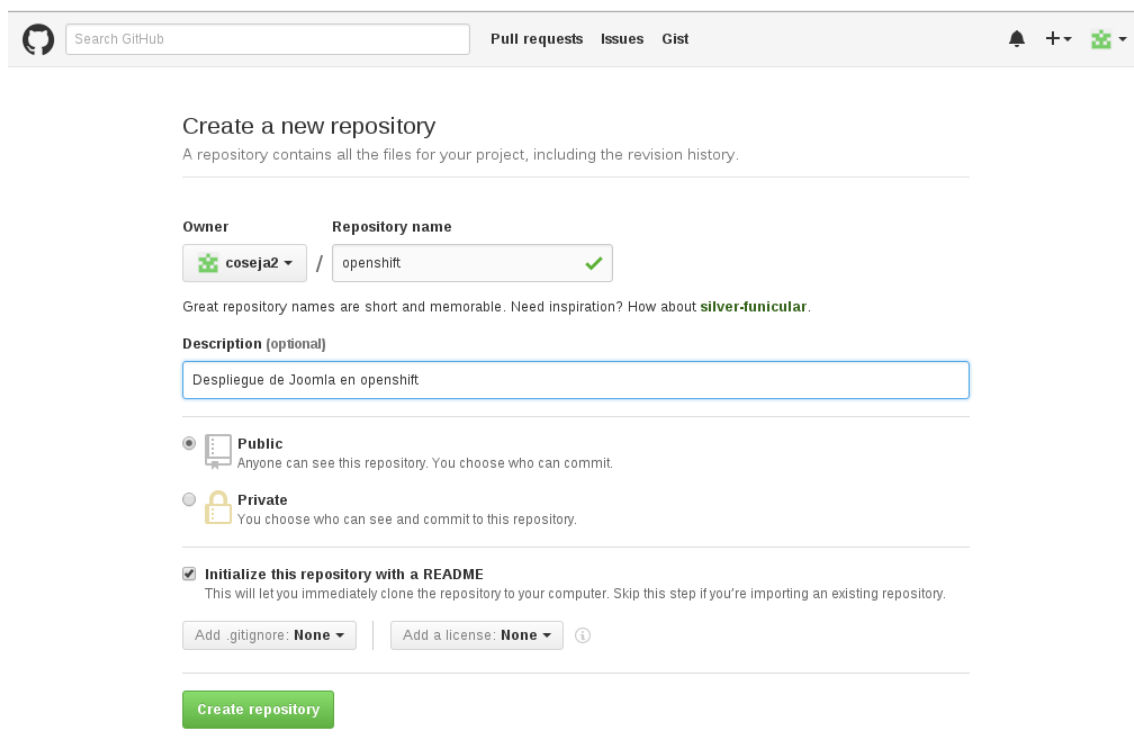 Search GitHub
Pull requests Issues Gist
Create a new repository
A repository contains all the files for your project, including the revision history.
Owner Repository name
coseja2 / openshift
Great repository names are short and memorable. Need inspiration? How about silver-funicular.
Description (optional)
Despliegue de Joomla en openshift
Public
Anyone can see this repository. You choose who can commit.
Private
You choose who can see and commit to this repository.
Initialize this repository with a README
This will let you immediately clone the repository to your computer. Skip this step if you're importing an existing repository.
Add .gitignore: None Add a license: None
Create repository